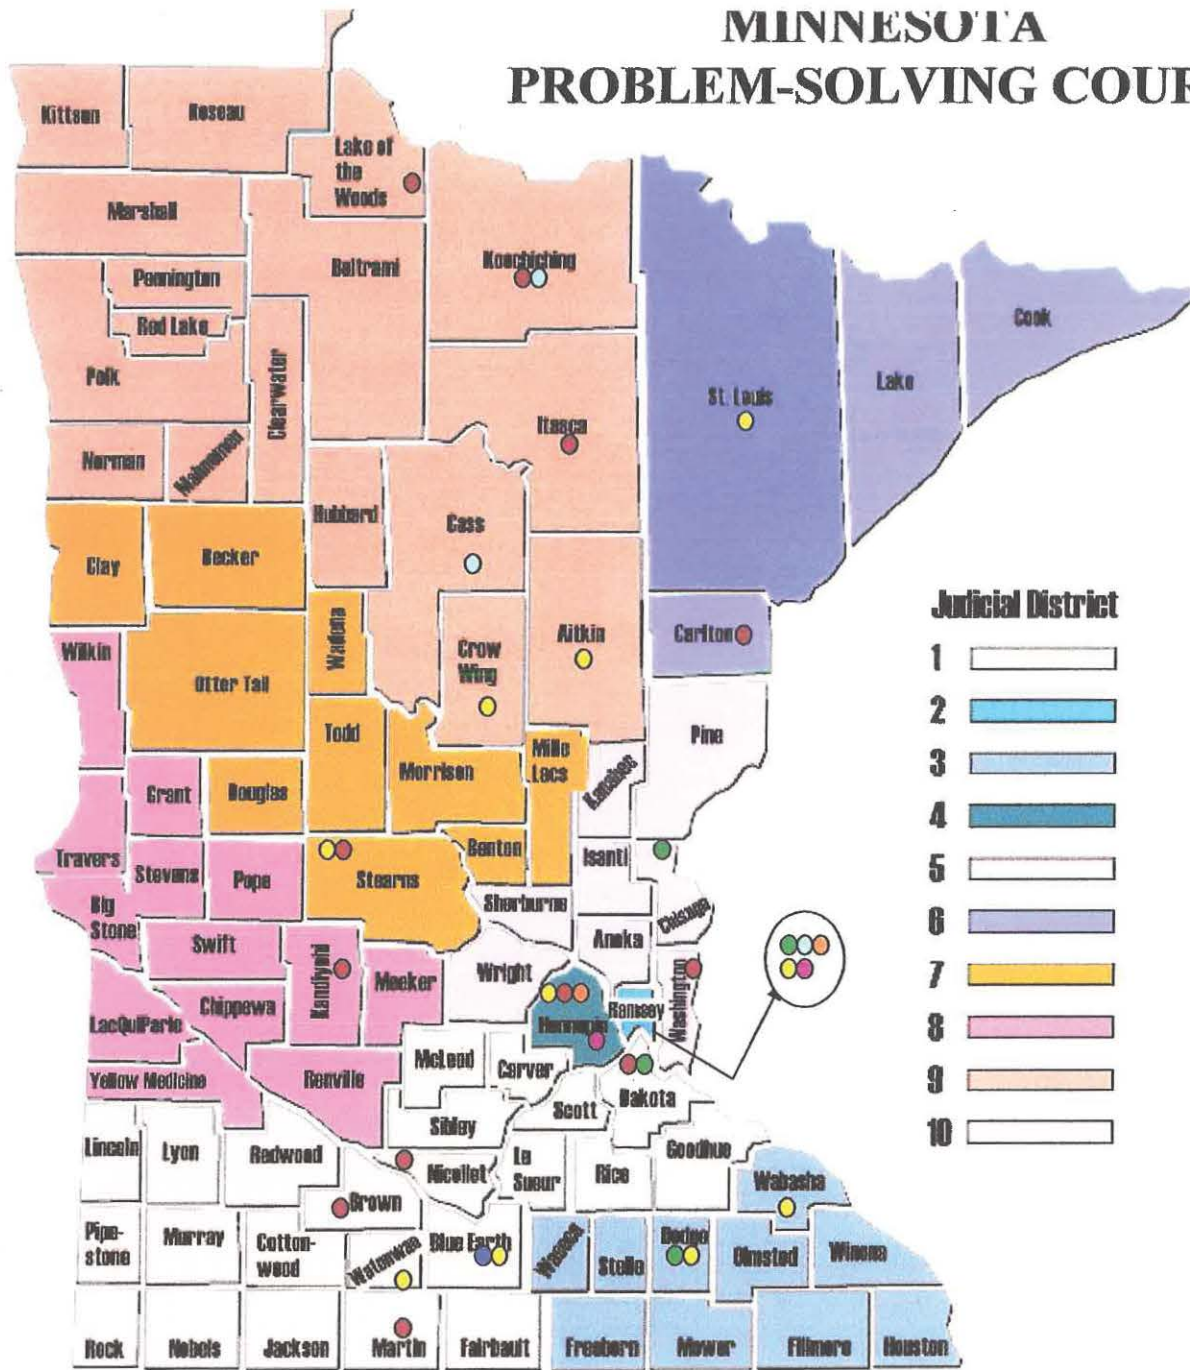 MINNESOTA
PROBLEM-SOLVING COUR
Kittson
Roseau
Lake of
the
Woods
Marshall
Beltrami
Koochiching
Pennington
Red Lake
Polk
Clearwater
St. Louis
Lake
Cook
Itasca
Norman
Mahnomen
Hubbard
Cass
Clay
Becker
Wadena
Crow
Wing
Aitkin
Carlton
Wilkin
Otter Tail
Todd
Morrison
Mille
Lacs
Kanabec
Pine
Grant
Douglas
Travers
Stevens
Pope
Stearns
Benton
Isanti
Big
Stone
Swift
Sherburne
Chisago
Anoka
Kandiyohi
Meeker
Wright
Chippewa
LacQuiParle
Hennepin
Ramsey
Washington
Yellow Medicine
Renville
McLeod
Carver
Scott
Dakota
Sibley
Lincoln
Lyon
Redwood
Nicollet
Le
Sueur
Rice
Goodhue
Wabasha
Brown
Pipe-
stone
Murray
Cotton-
wood
Watonwan
Blue Earth
Waseca
Stelle
Dodge
Olmsted
Winona
Rock
Nobels
Jackson
Martin
Fairbault
Freeborn
Mower
Fillmore
Houston
Judicial District
1
2
3
4
5
6
7
8
9
10